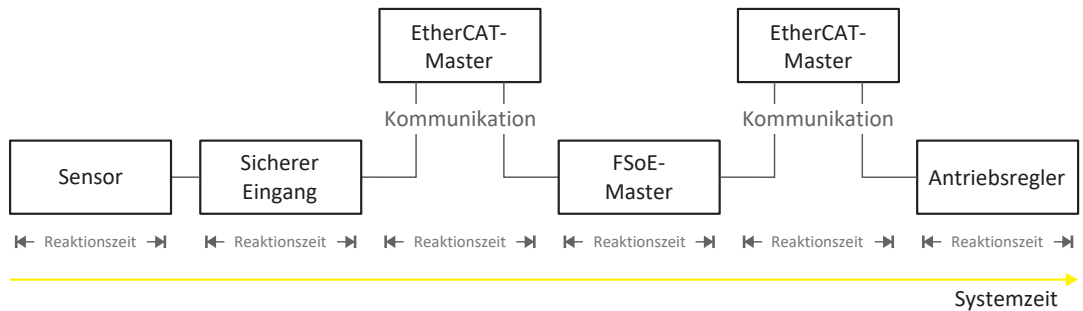 EtherCAT-
Master
EtherCAT-
Master
Kommunikation
Kommunikation
Sensor
Sicherer
Eingang
FSoE-
Master
Antriebsregler
Reaktionszeit
Reaktionszeit
Reaktionszeit
Reaktionszeit
Reaktionszeit
Reaktionszeit
Systemzeit